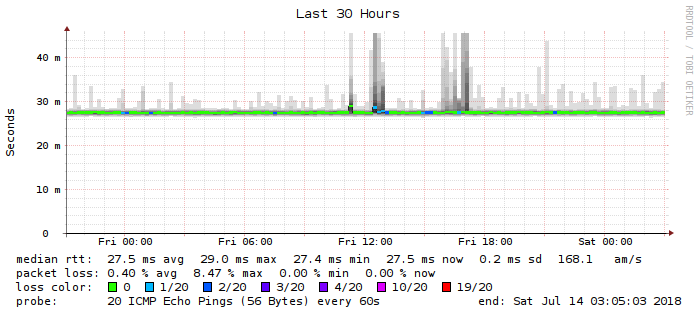 Last 30 Hours
RRDTOOL / TOBI OETIKER
Seconds
40 m
30 m
20 m
10 m
0
Fri 00:00 Fri 06:00 Fri 12:00 Fri 18:00 Sat 00:00
median rtt: 27.5 ms avg 29.0 ms max 27.4 ms min 27.5 ms now 0.2 ms sd 168.1 am/s
packet loss: 0.40 % avg 8.47 % max 0.00 % min 0.00 % now
loss color: 0 1/20 2/20 3/20 4/20 10/20 19/20
probe: 20 ICMP Echo Pings (56 Bytes) every 60s end: Sat Jul 14 03:05:03 2018